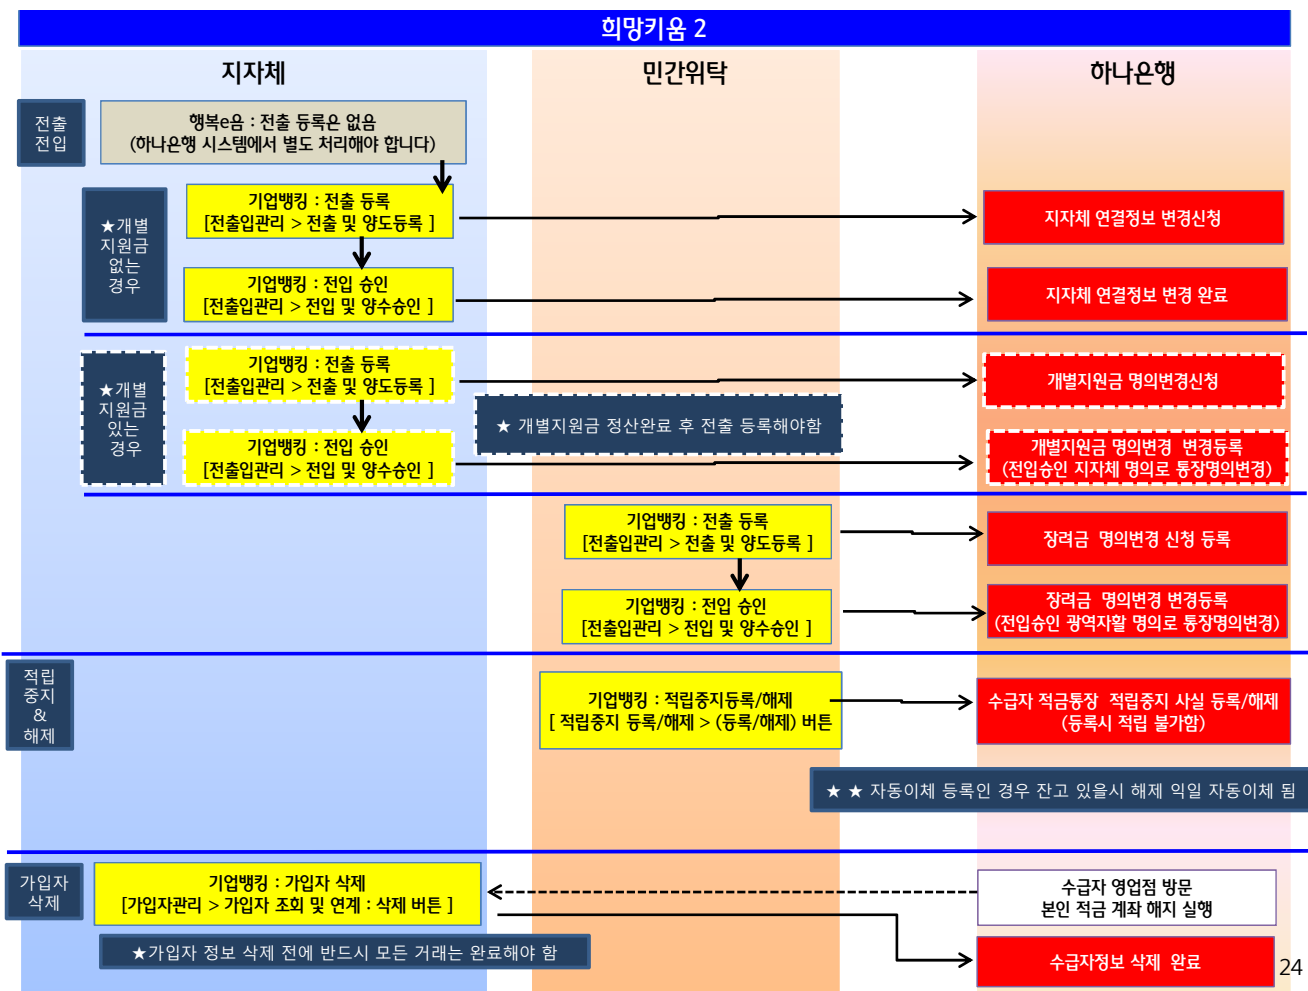 희망키움 2
지자체
민간위탁
하나은행
전출
전입
행복e음 : 전출 등록은 없음
(하나은행 시스템에서 별도 처리해야 합니다)
★개별
지원금
없는
경우
기업뱅킹 : 전출 등록
[전출입관리 > 전출 및 양도등록 ]
지자체 연결정보 변경신청
기업뱅킹 : 전입 승인
[전출입관리 > 전입 및 양수승인 ]
지자체 연결정보 변경 완료
★개별
지원금
있는
경우
기업뱅킹 : 전출 등록
[전출입관리 > 전출 및 양도등록 ]
개별지원금 명의변경신청
★ 개별지원금 정산완료 후 전출 등록해야함
기업뱅킹 : 전입 승인
[전출입관리 > 전입 및 양수승인 ]
개별지원금 명의변경 변경등록
(전입승인 지자체 명의로 통장명의변경)
기업뱅킹 : 전출 등록
[전출입관리 > 전출 및 양도등록 ]
장려금 명의변경 신청 등록
기업뱅킹 : 전입 승인
[전출입관리 > 전입 및 양수승인 ]
장려금 명의변경 변경등록
(전입승인 광역자활 명의로 통장명의변경)
적립
중지
&
해제
기업뱅킹 : 적립중지등록/해제
[ 적립중지 등록/해제 > (등록/해제) 버튼
수급자 적금통장 적립중지 사실 등록/해제
(등록시 적립 불가함)
★ ★ 자동이체 등록인 경우 잔고 있을시 해제 익일 자동이체 됨
가입자
삭제
기업뱅킹 : 가입자 삭제
[가입자관리 > 가입자 조회 및 연계 : 삭제 버튼 ]
수급자 영업점 방문
본인 적금 계좌 해지 실행
★가입자 정보 삭제 전에 반드시 모든 거래는 완료해야 함
수급자정보 삭제 완료
24